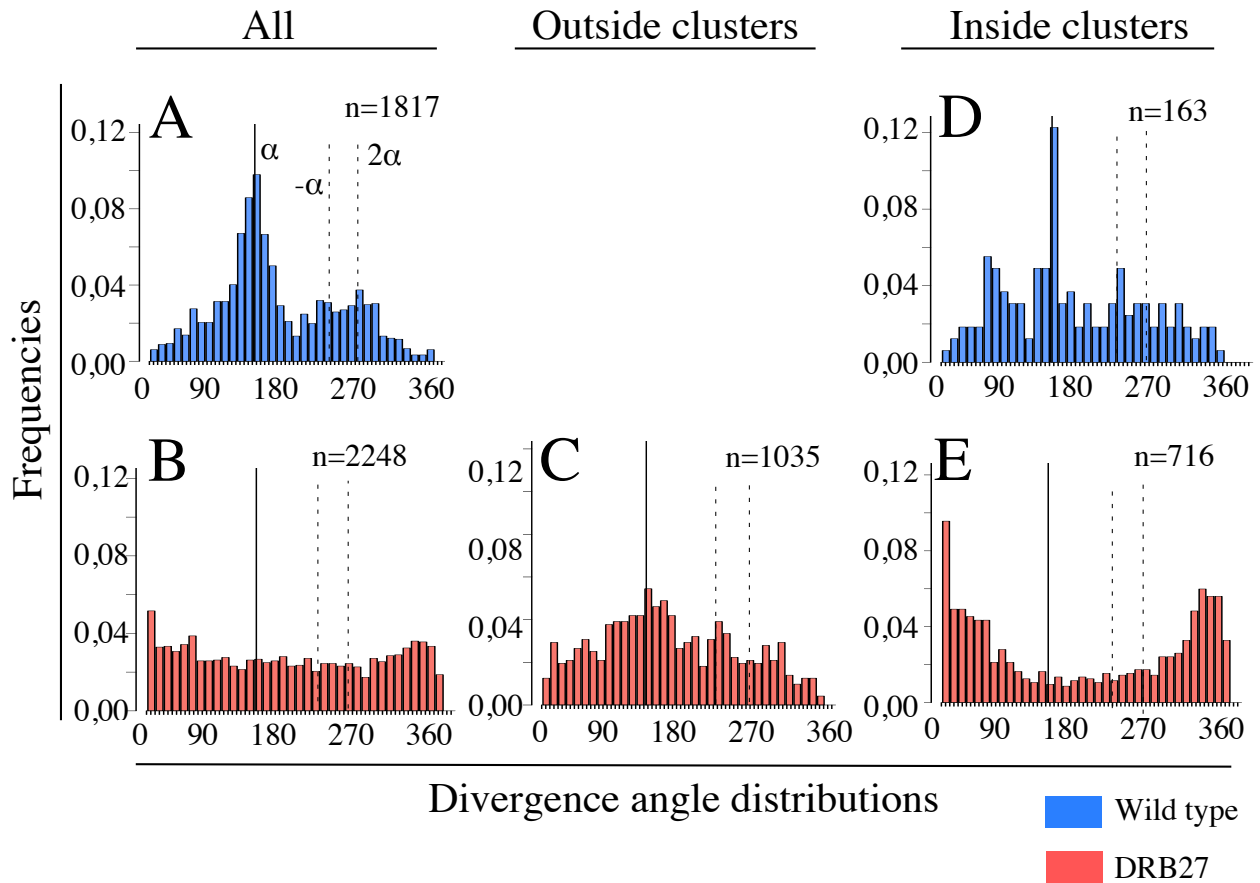 All
Outside clusters
Inside clusters
A
n=1817
0,12
α
-α
2α
0,08
0,04
0,00
0 90 180 270 360
D
n=163
0,12
0,08
0,04
0,00
0 90 180 270 360
B
n=2248
0,12
0,08
0,04
0,00
0 90 180 270 360
C
n=1035
0,12
0,08
0,04
0,00
0 90 180 270 360
E
n=716
0,12
0,08
0,04
0,00
0 90 180 270 360
Frequencies
Divergence angle distributions
Wild type
DRB27